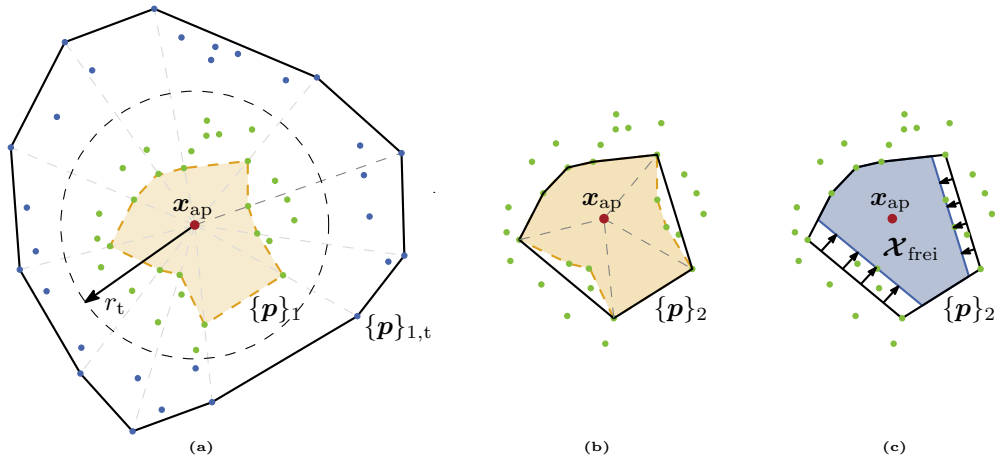 x_ap
r_t
{p}_1
{p}_1,t
(a)
x_ap
{p}_2
(b)
x_ap
𝒳_frei
{p}_2
(c)